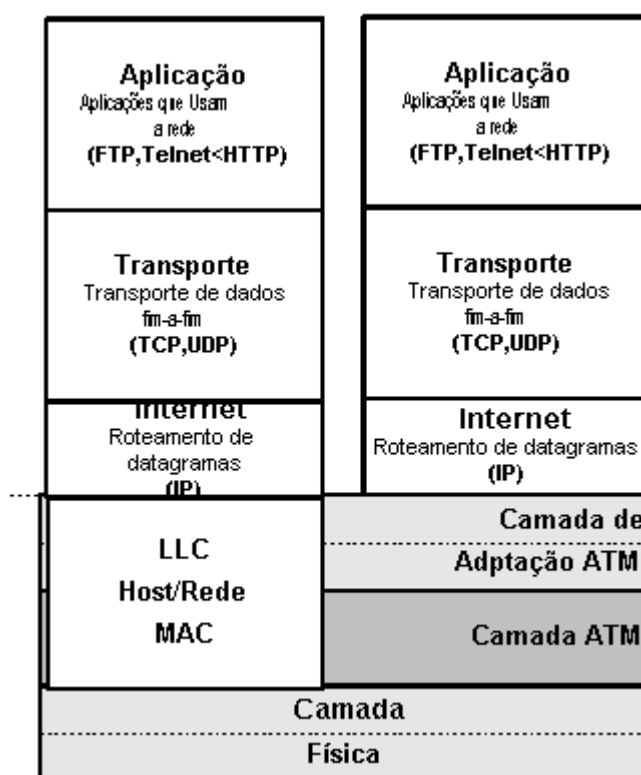 Aplicação
Aplicações que Usam
a rede
(FTP,Telnet<HTTP)
Transporte
Transporte de dados
fim-a-fim
(TCP,UDP)
Internet
Roteamento de
datagramas
(IP)
LLC
Host/Rede
MAC
Aplicação
Aplicações que Usam
a rede
(FTP,Telnet<HTTP)
Transporte
Transporte de dados
fim-a-fim
(TCP,UDP)
Internet
Roteamento de datagramas
(IP)
Camada de
Adptação ATM
Camada ATM
Camada
Física